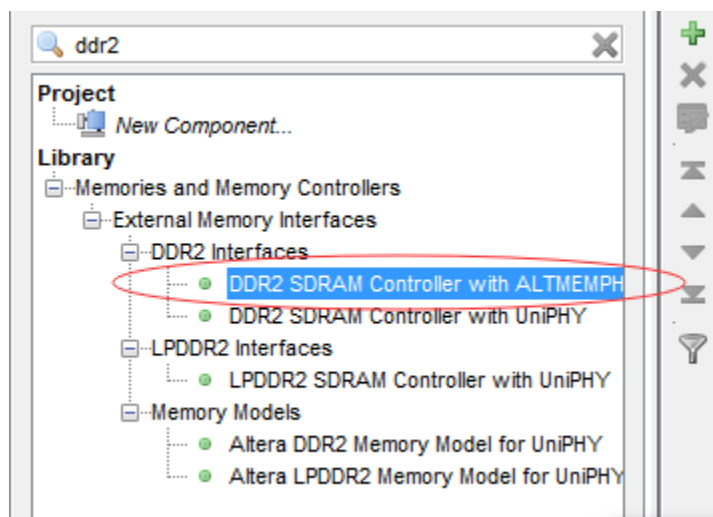 ddr2
Project
New Component...
Library
Memories and Memory Controllers
External Memory Interfaces
DDR2 Interfaces
DDR2 SDRAM Controller with ALTMEMPH
DDR2 SDRAM Controller with UniPHY
LPDDR2 Interfaces
LPDDR2 SDRAM Controller with UniPHY
Memory Models
Altera DDR2 Memory Model for UniPHY
Altera LPDDR2 Memory Model for UniPHY